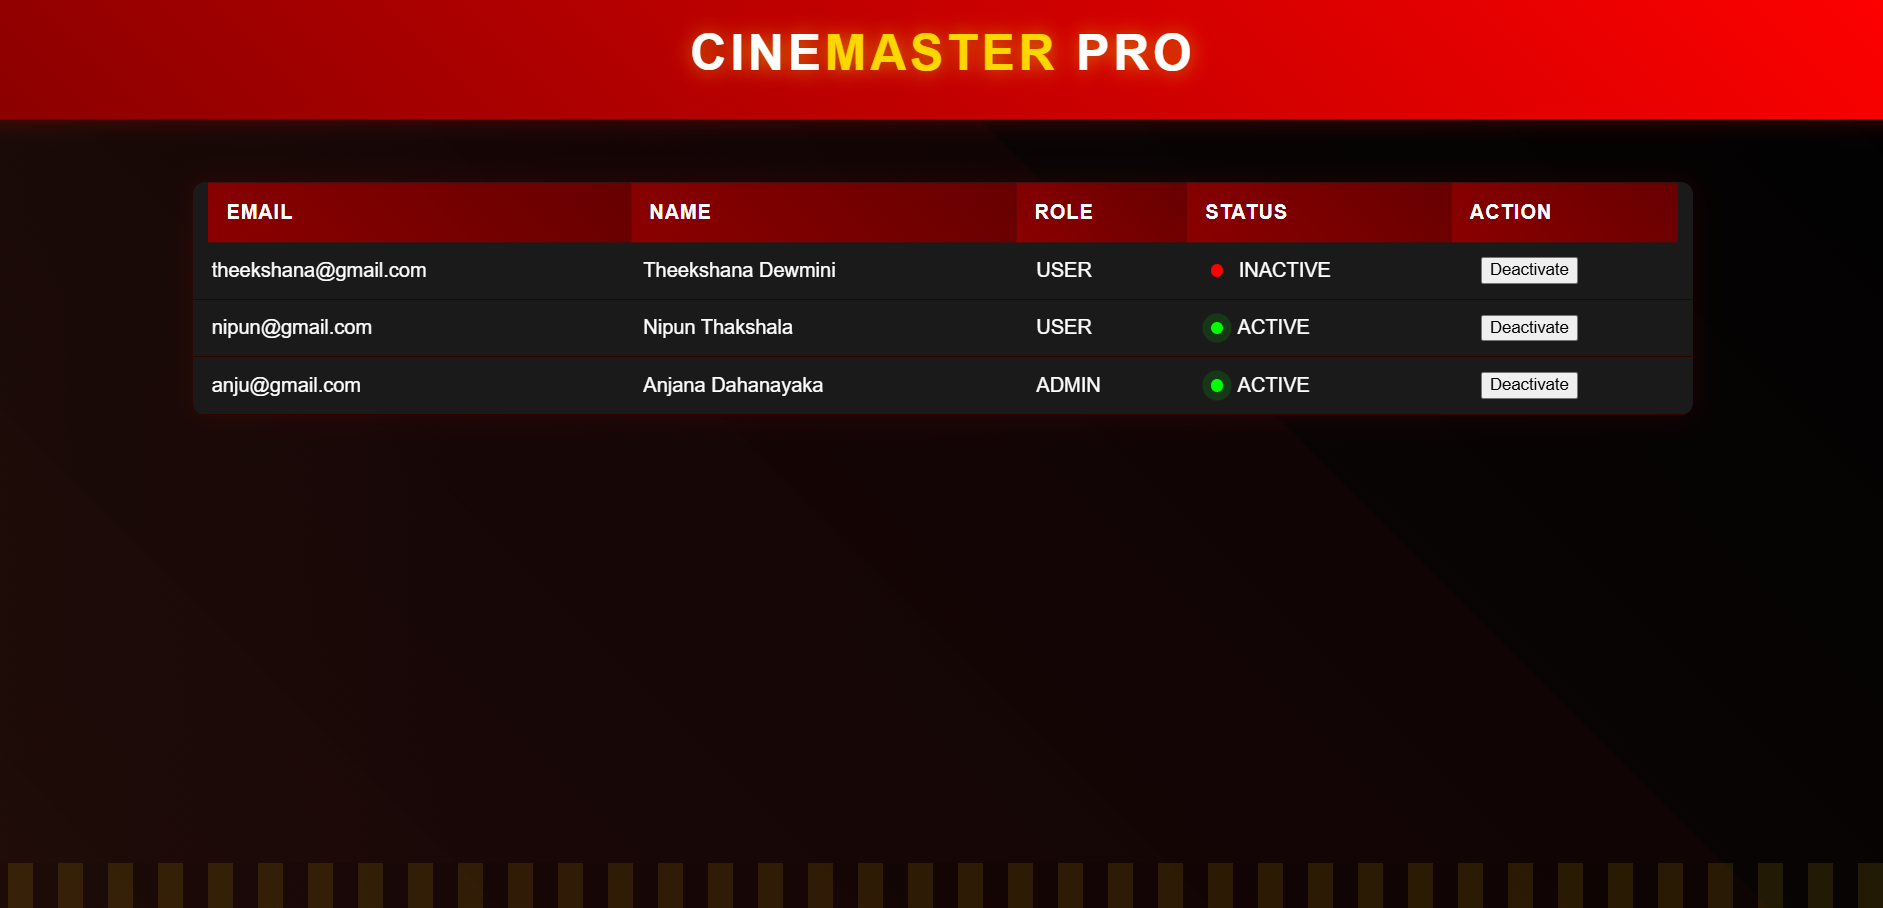 CINEMASTER PRO
EMAIL NAME ROLE STATUS ACTION
theekshana@gmail.com Theekshana Dewmini USER INACTIVE Deactivate
nipun@gmail.com Nipun Thakshala USER ACTIVE Deactivate
anju@gmail.com Anjana Dahanayaka ADMIN ACTIVE Deactivate